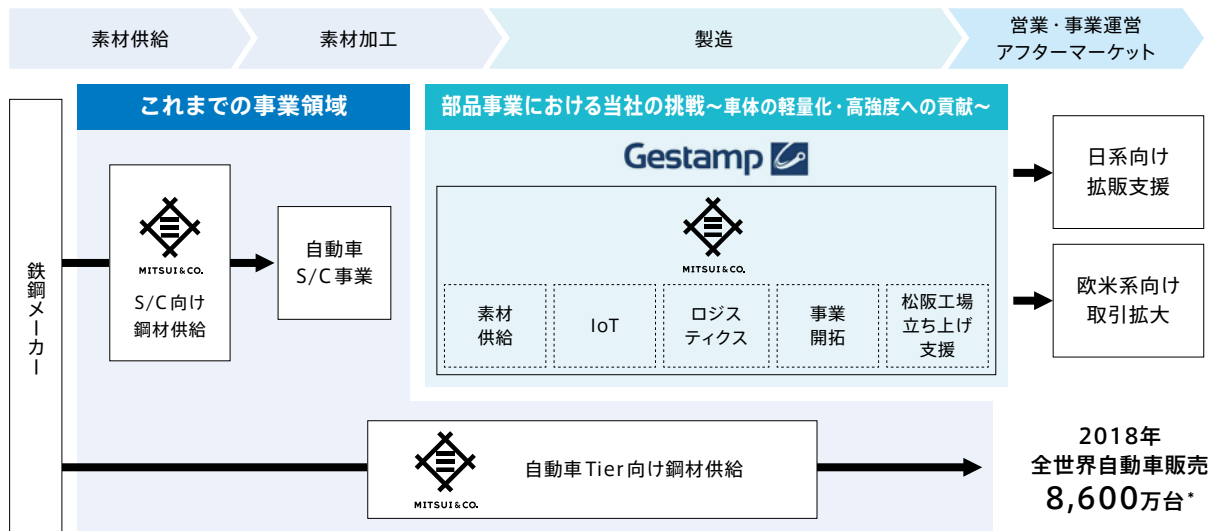 素材供給
素材加工
製造
営業・事業運営
アフターマーケット
これまでの事業領域
部品事業における当社の挑戦～車体の軽量化・高強度への貢献～
鉄鋼メーカー
MITSUI&CO.
S/C向け
鋼材供給
自動車
S/C事業
Gestamp
MITSUI&CO.
素材
供給
IoT
ロジス
ティクス
事業
開拓
松阪工場
立ち上げ
支援
日系向け
拡販支援
欧米系向け
取引拡大
MITSUI&CO.
自動車Tier向け鋼材供給
2018年
全世界自動車販売
8,600万台*